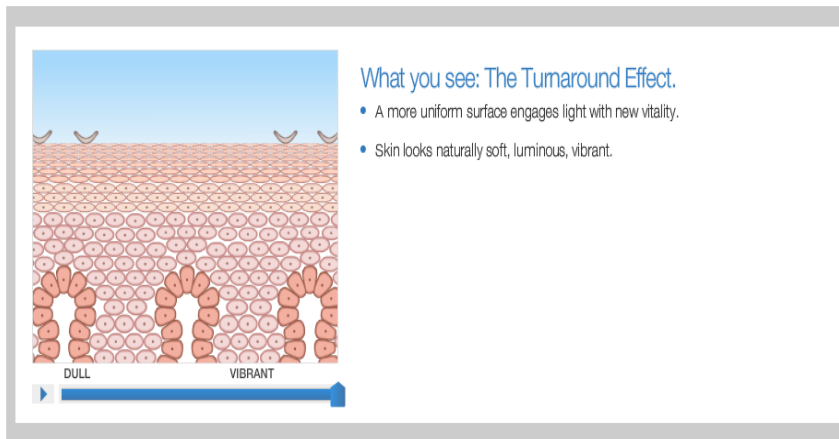 What you see: The Turnaround Effect.
A more uniform surface engages light with new vitality.
Skin looks naturally soft, luminous, vibrant.
DULL VIBRANT